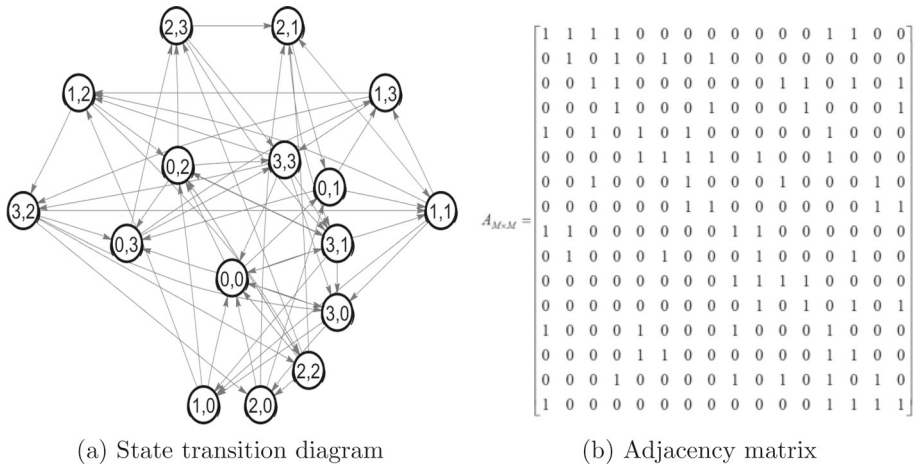 2,3
2,1
1,2
1,3
0,2
3,3
0,1
3,2
1,1
0,3
3,1
0,0
3,0
2,2
1,0
2,0
(a) State transition diagram
A_{M×M} =
1 1 1 1 0 0 0 0 0 0 0 0 1 1 0 0
0 1 0 1 0 1 0 1 0 0 0 0 0 0 0 0
0 0 1 1 0 0 0 0 0 0 1 1 0 1 0 1
0 0 0 1 0 0 0 1 0 0 0 1 0 0 0 1
1 0 1 0 1 0 1 0 0 0 0 0 1 0 0 0
0 0 0 0 1 1 1 1 0 1 0 0 1 0 0 0
0 0 1 0 0 0 1 0 0 0 1 0 0 0 1 0
0 0 0 0 0 0 1 1 0 0 0 0 0 0 1 1
1 1 0 0 0 0 0 0 1 1 0 0 0 0 0 0
0 1 0 0 0 1 0 0 0 1 0 0 0 1 0 0
0 0 0 0 0 0 0 0 1 1 1 1 0 0 0 0
0 0 0 0 0 0 0 0 0 1 0 1 0 1 0 1
1 0 0 0 1 0 0 0 1 0 0 0 1 0 0 0
0 0 0 0 1 1 0 0 0 0 0 0 1 1 0 0
0 0 0 1 0 0 0 0 1 0 1 0 1 1 1 0
1 0 0 0 0 0 0 0 0 0 0 0 1 1 1 1
(b) Adjacency matrix